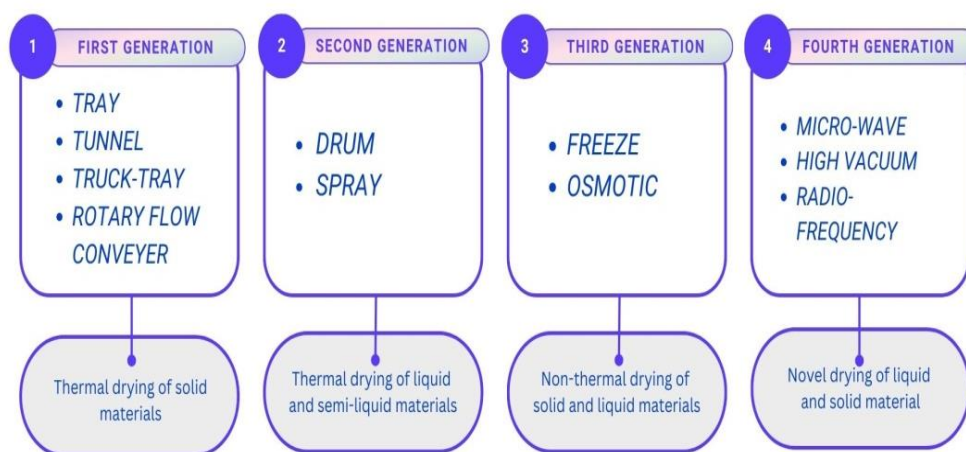 1
FIRST GENERATION
• TRAY
• TUNNEL
• TRUCK-TRAY
• ROTARY FLOW
CONVEYER
Thermal drying of solid
materials
2
SECOND GENERATION
• DRUM
• SPRAY
Thermal drying of liquid
and semi-liquid materials
3
THIRD GENERATION
• FREEZE
• OSMOTIC
Non-thermal drying of
solid and liquid materials
4
FOURTH GENERATION
• MICRO-WAVE
• HIGH VACUUM
• RADIO-
FREQUENCY
Novel drying of liquid
and solid material